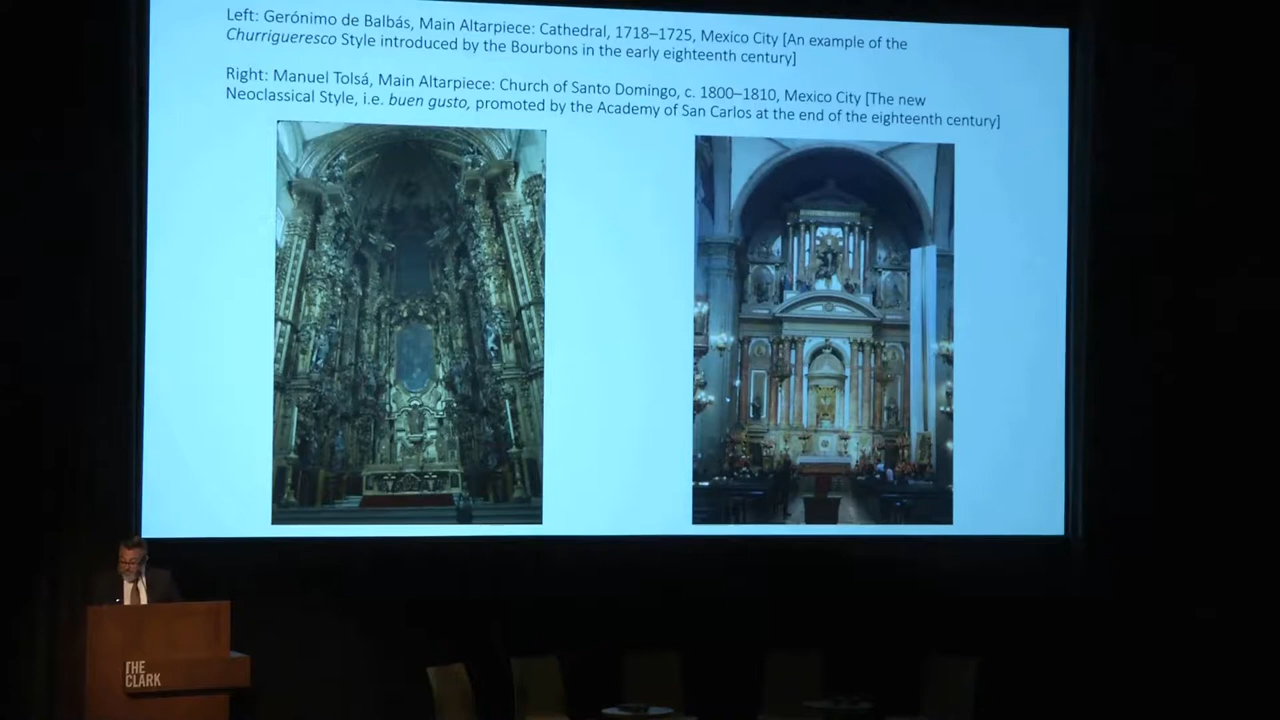 Left: Gerónimo de Balbás, Main Altarpiece: Cathedral, 1718–1725, Mexico City [An example of the
Churrigueresco Style introduced by the Bourbons in the early eighteenth century]
Right: Manuel Tolsá, Main Altarpiece: Church of Santo Domingo, c. 1800–1810, Mexico City [The new
Neoclassical Style, i.e. buen gusto, promoted by the Academy of San Carlos at the end of the eighteenth century]
THE
CLARK